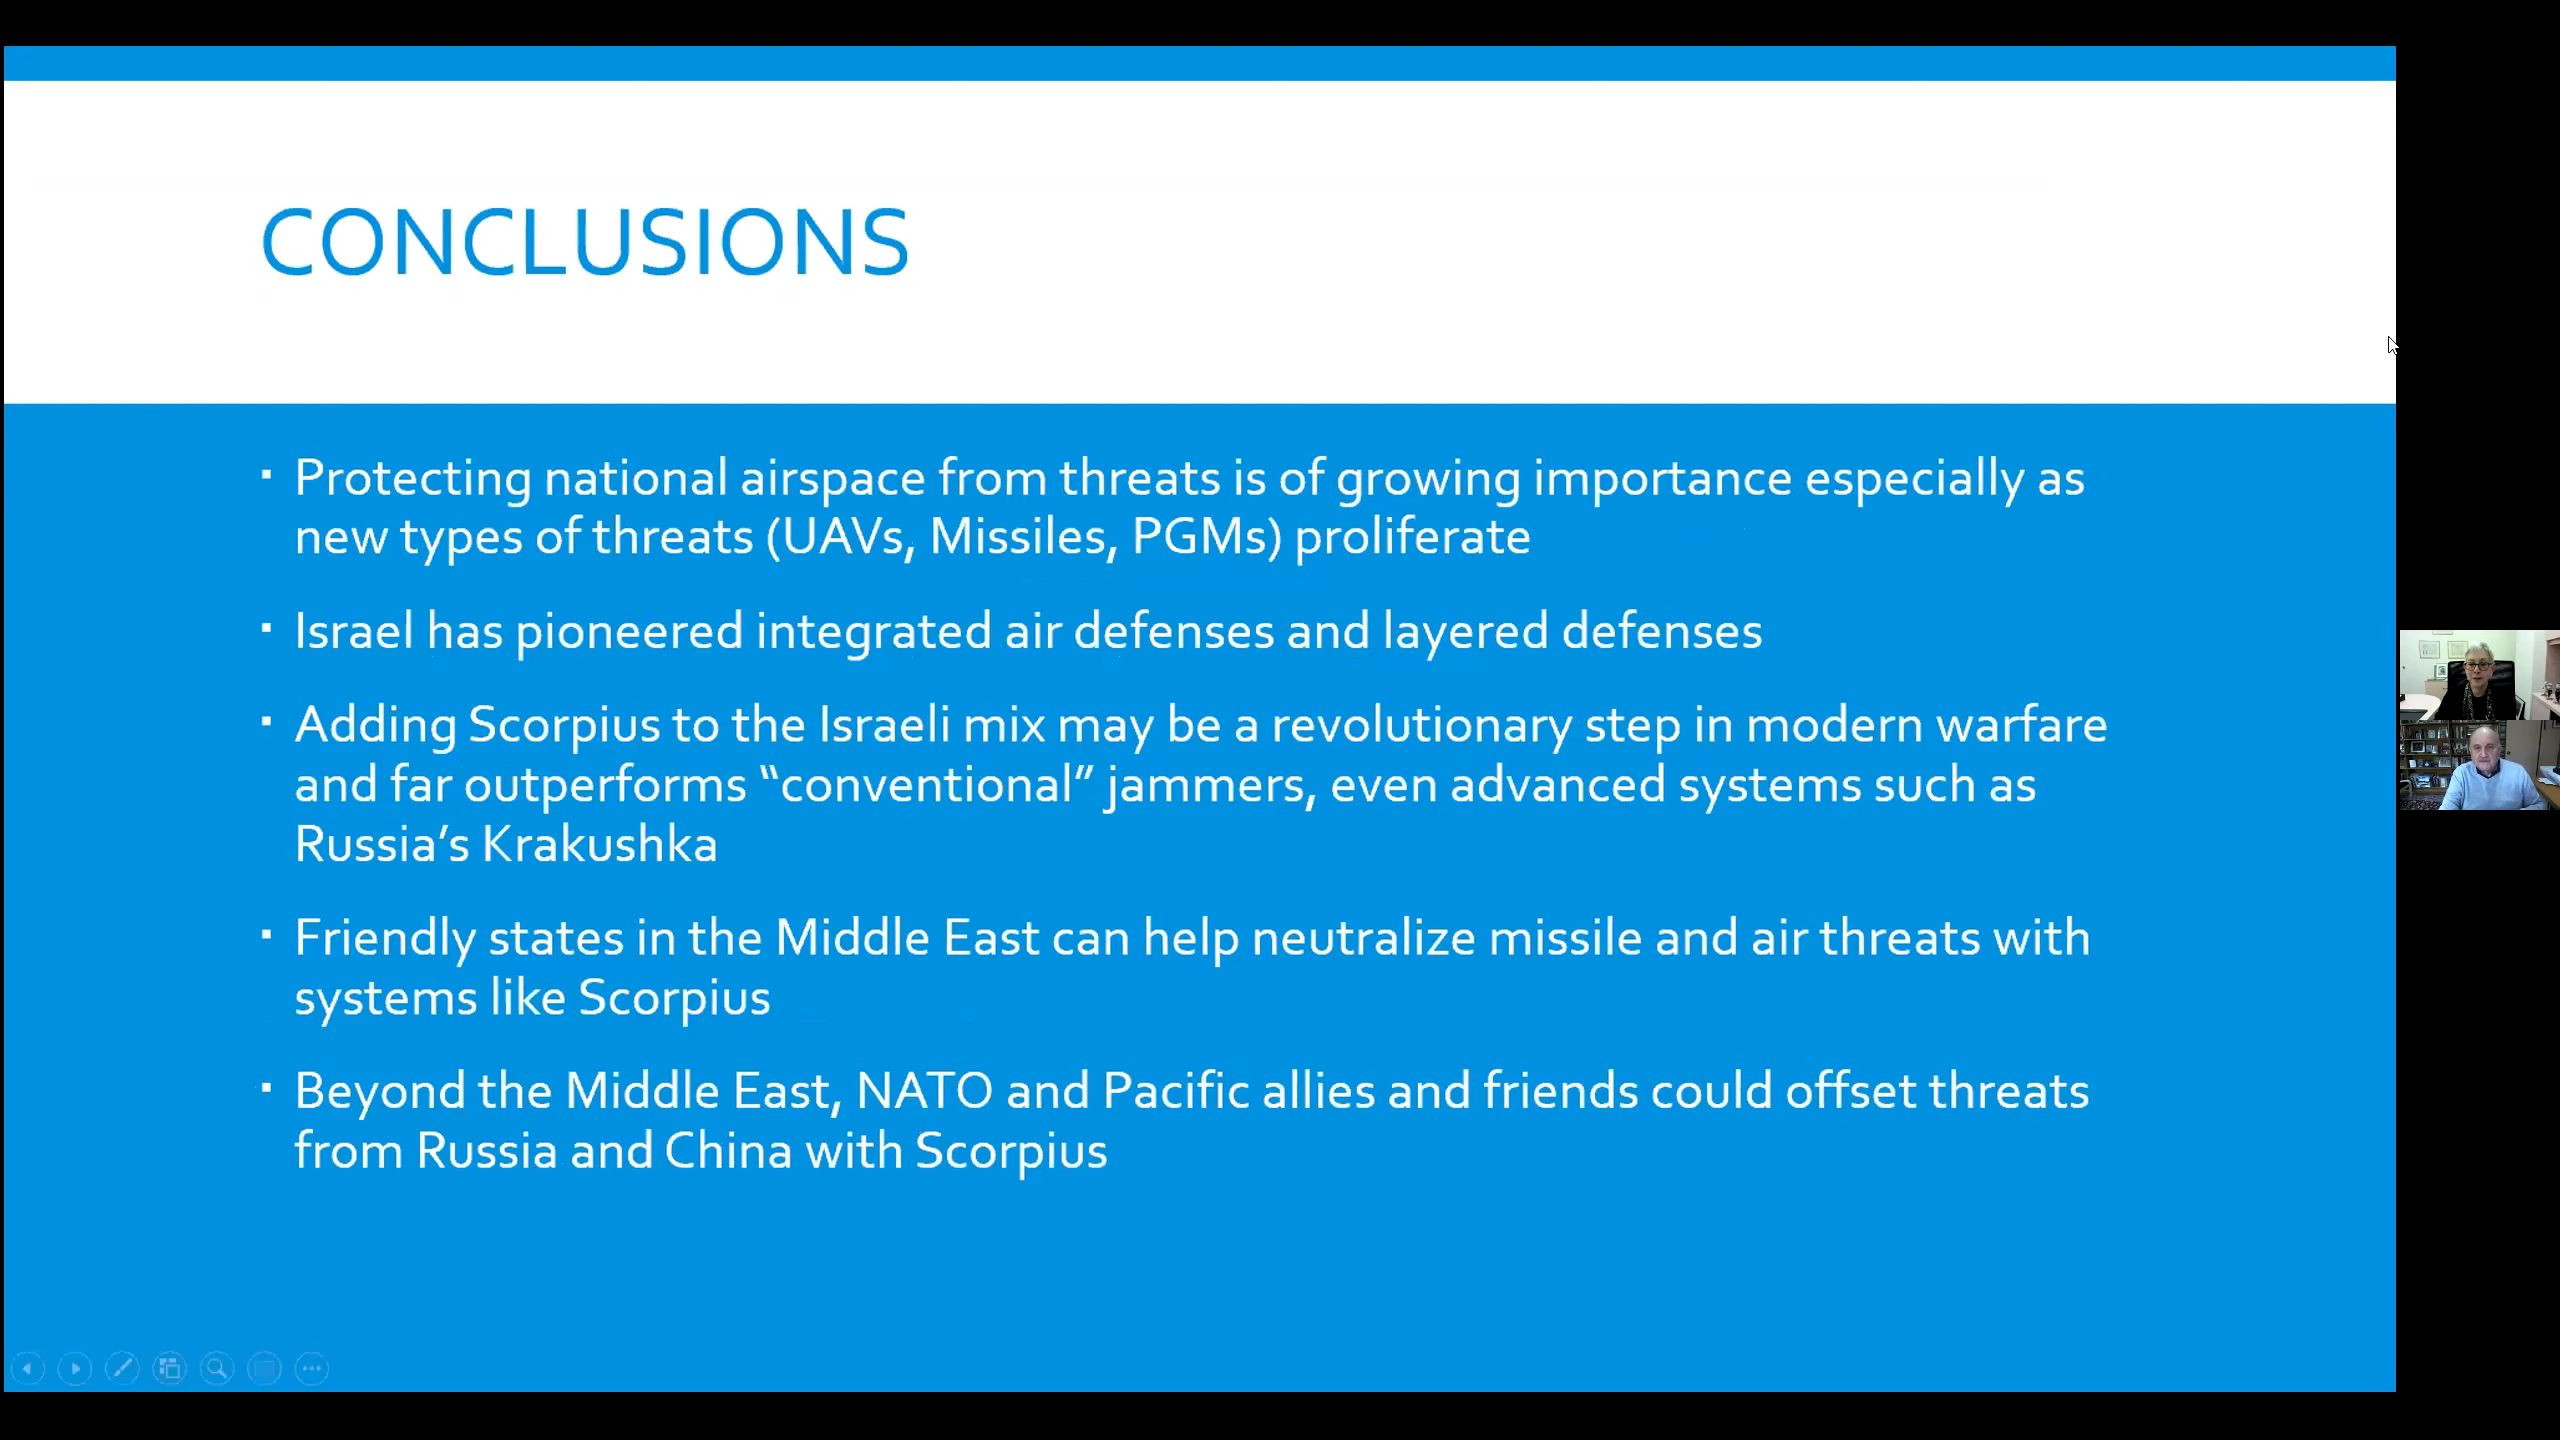 CONCLUSIONS
▪ Protecting national airspace from threats is of growing importance especially as
new types of threats (UAVs, Missiles, PGMs) proliferate
▪ Israel has pioneered integrated air defenses and layered defenses
▪ Adding Scorpius to the Israeli mix may be a revolutionary step in modern warfare
and far outperforms “conventional” jammers, even advanced systems such as
Russia’s Krakushka
▪ Friendly states in the Middle East can help neutralize missile and air threats with
systems like Scorpius
▪ Beyond the Middle East, NATO and Pacific allies and friends could offset threats
from Russia and China with Scorpius